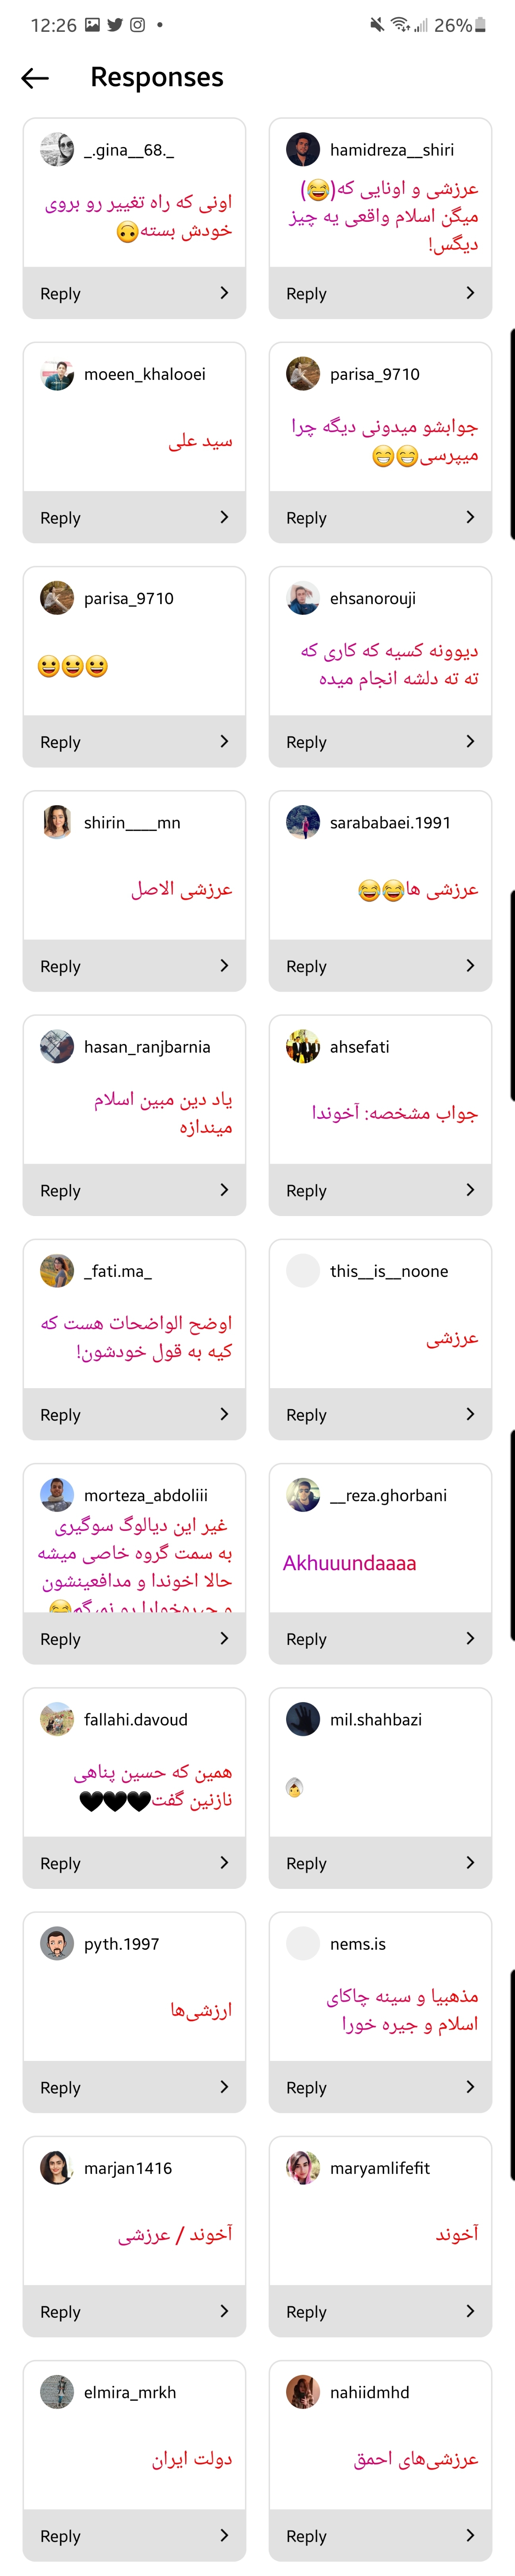 12:26 26%
Responses
_.gina__68._
اونی که راه تغییر رو بروی
خودش بسته🙃
Reply
hamidreza__shiri
عرزشی و اونایی که(😂)
میگن اسلام واقعی یه چیز
دیگس!
Reply
moeen_khalooei
سید علی
Reply
parisa_9710
جوابشو میدونی دیگه چرا
میپرسی😁😁
Reply
parisa_9710
😀😀😀
Reply
ehsanorouji
دیوونه کسیه که کاری که
ته ته دلشه انجام میده
Reply
shirin____mn
عرزشی الاصل
Reply
sarababaei.1991
عرزشی ها😂😂
Reply
hasan_ranjbarnia
یاد دین مبین اسلام
میندازه
Reply
ahsefati
جواب مشخصه: آخوندا
Reply
_fati.ma_
اوضح الواضحات هست که
کیه به قول خودشون!
Reply
this__is__noone
عرزشی
Reply
morteza_abdoliii
غیر این دیالوگ سوگیری
به سمت گروه خاصی میشه
حالا اخوندا و مدافعینشون
و جیره‌خوارا رو نمیگم😂
Reply
__reza.ghorbani
Akhuuundaaaa
Reply
fallahi.davoud
همین که حسین پناهی
نازنین گفت🖤🖤🖤
Reply
mil.shahbazi
👳
Reply
pyth.1997
ارزشی‌ها
Reply
nems.is
مذهبیا و سینه چاکای
اسلام و جیره خورا
Reply
marjan1416
آخوند / عرزشی
Reply
maryamlifefit
آخوند
Reply
elmira_mrkh
دولت ایران
Reply
nahiidmhd
عرزشی‌های احمق
Reply